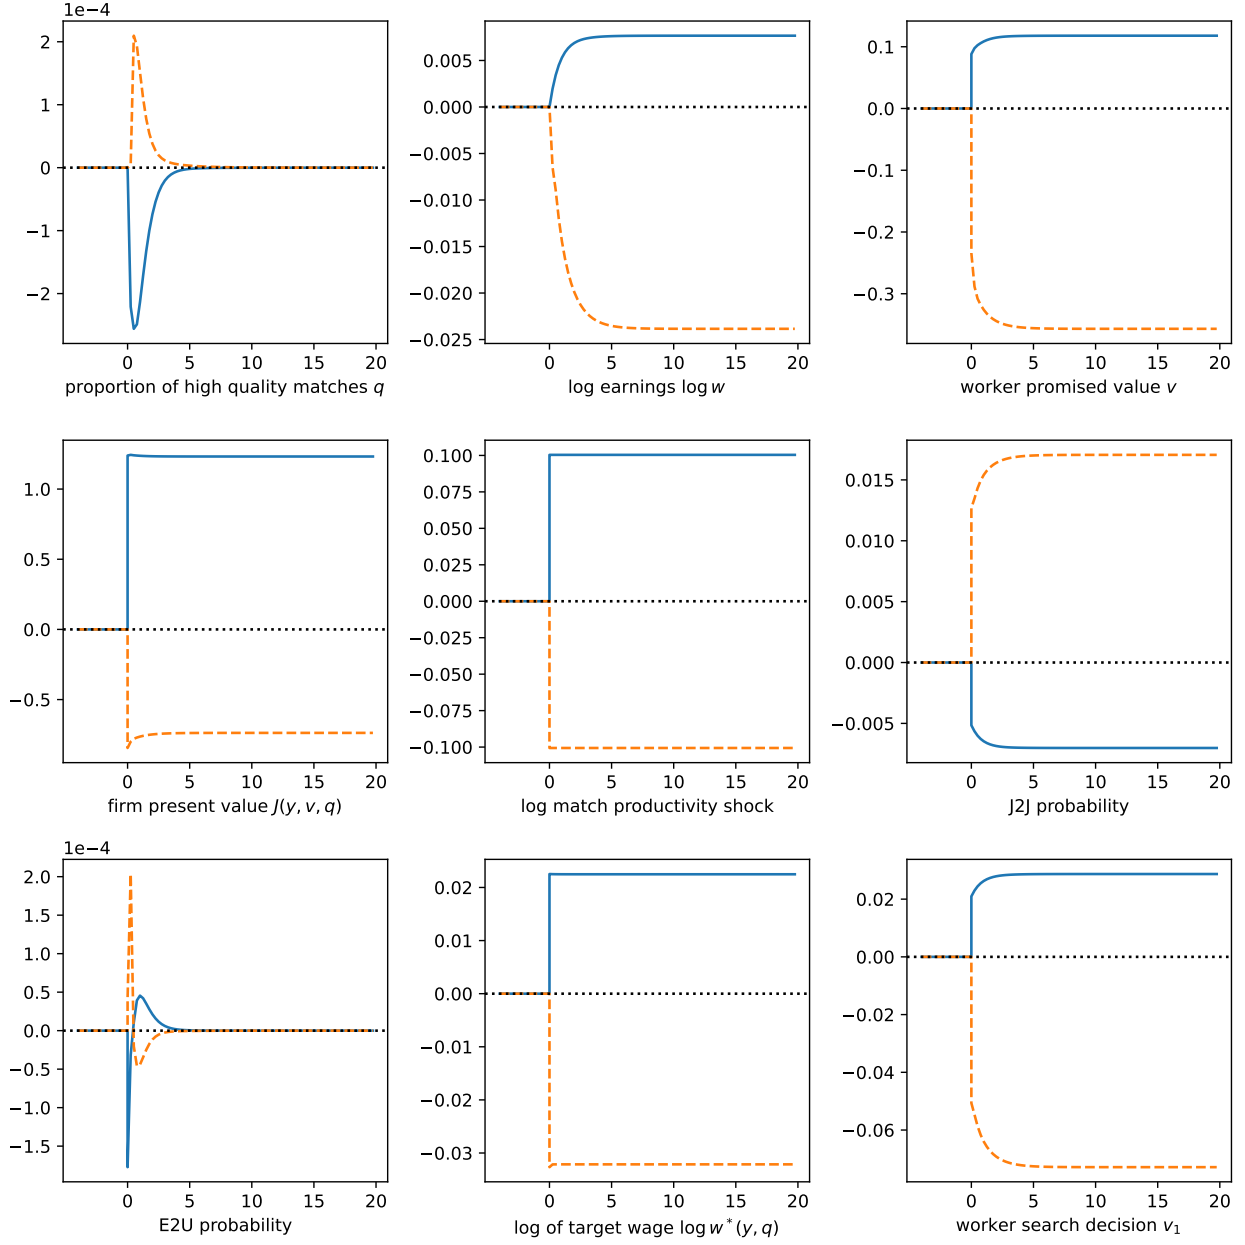 1e−4
2
1
0
−1
−2
0 5 10 15 20
proportion of high quality matches q
0.005
0.000
−0.005
−0.010
−0.015
−0.020
−0.025
0 5 10 15 20
log earnings log w
0.1
0.0
−0.1
−0.2
−0.3
0 5 10 15 20
worker promised value v
1.0
0.5
0.0
−0.5
0 5 10 15 20
firm present value J(y, v, q)
0.100
0.075
0.050
0.025
0.000
−0.025
−0.050
−0.075
−0.100
0 5 10 15 20
log match productivity shock
0.015
0.010
0.005
0.000
−0.005
0 5 10 15 20
J2J probability
1e−4
2.0
1.5
1.0
0.5
0.0
−0.5
−1.0
−1.5
0 5 10 15 20
E2U probability
0.02
0.01
0.00
−0.01
−0.02
−0.03
0 5 10 15 20
log of target wage log w*(y, q)
0.02
0.00
−0.02
−0.04
−0.06
0 5 10 15 20
worker search decision v₁